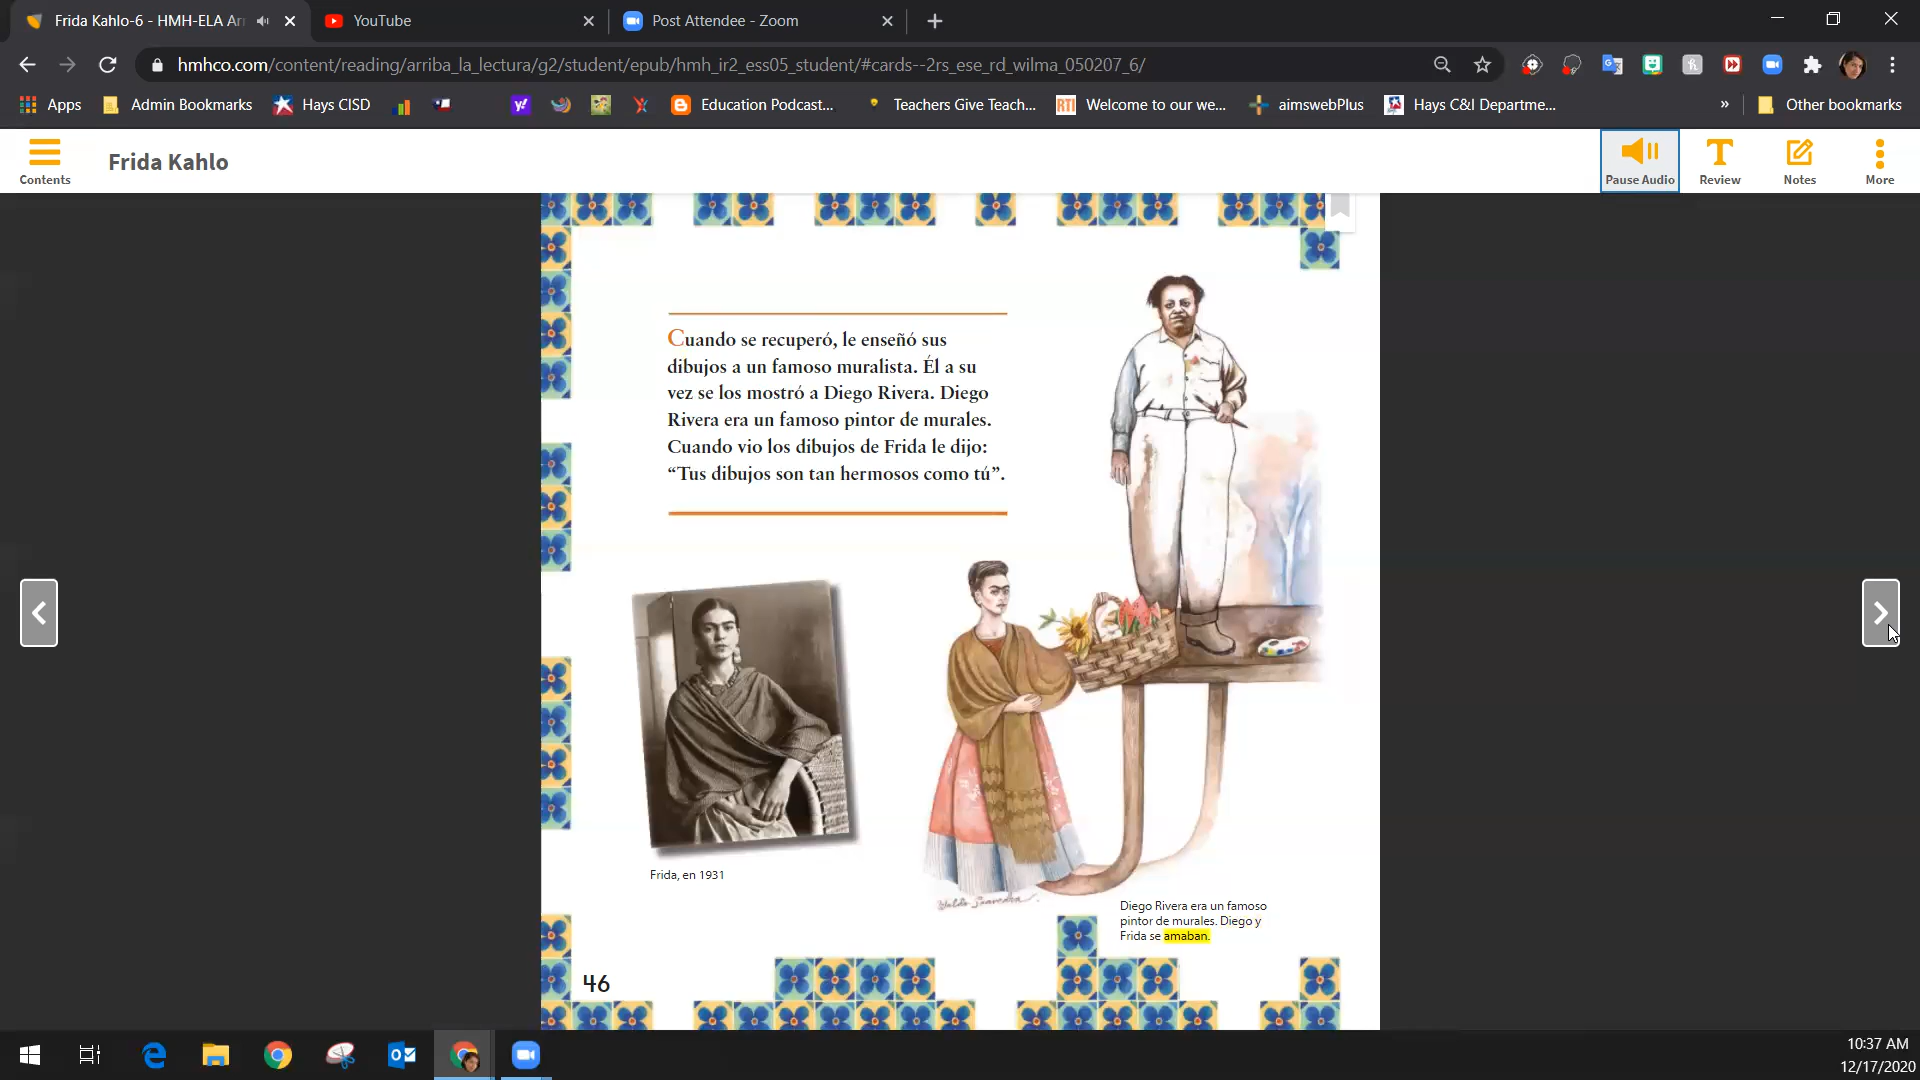 Frida Kahlo-6 - HMH-ELA Arr
YouTube
Post Attendee - Zoom
hmhco.com/content/reading/arriba_la_lectura/g2/student/epub/hmh_ir2_ess05_student/#cards--2rs_ese_rd_wilma_050207_6/
Apps
Admin Bookmarks
Hays CISD
Education Podcast...
Teachers Give Teach...
RTI
Welcome to our we...
aimswebPlus
Hays C&I Departme...
»
Other bookmarks
Contents
Frida Kahlo
Pause Audio
Review
Notes
More
Cuando se recuperó, le enseñó sus
dibujos a un famoso muralista. Él a su
vez se los mostró a Diego Rivera. Diego
Rivera era un famoso pintor de murales.
Cuando vio los dibujos de Frida le dijo:
“Tus dibujos son tan hermosos como tú”.
Frida, en 1931
Diego Rivera era un famoso
pintor de murales. Diego y
Frida se amaban.
46
10:37 AM
12/17/2020